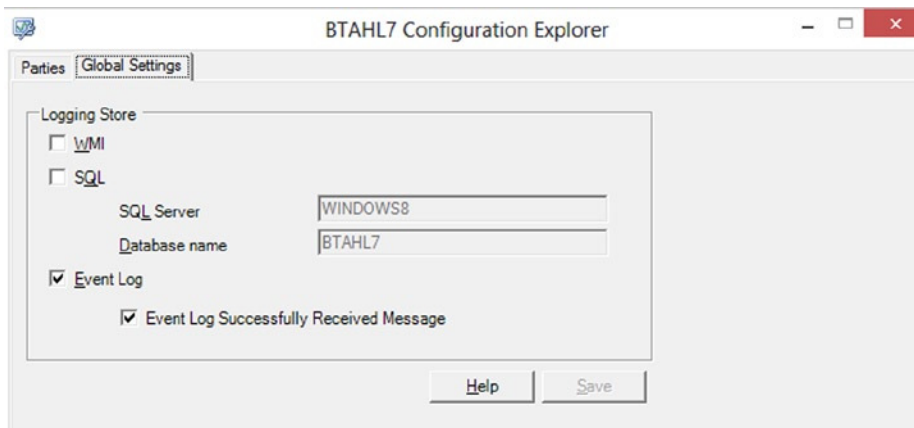 BTAHL7 Configuration Explorer
Parties Global Settings
Logging Store
WMI
SQL
SQL Server WINDOWS8
Database name BTAHL7
Event Log
Event Log Successfully Received Message
Help Save